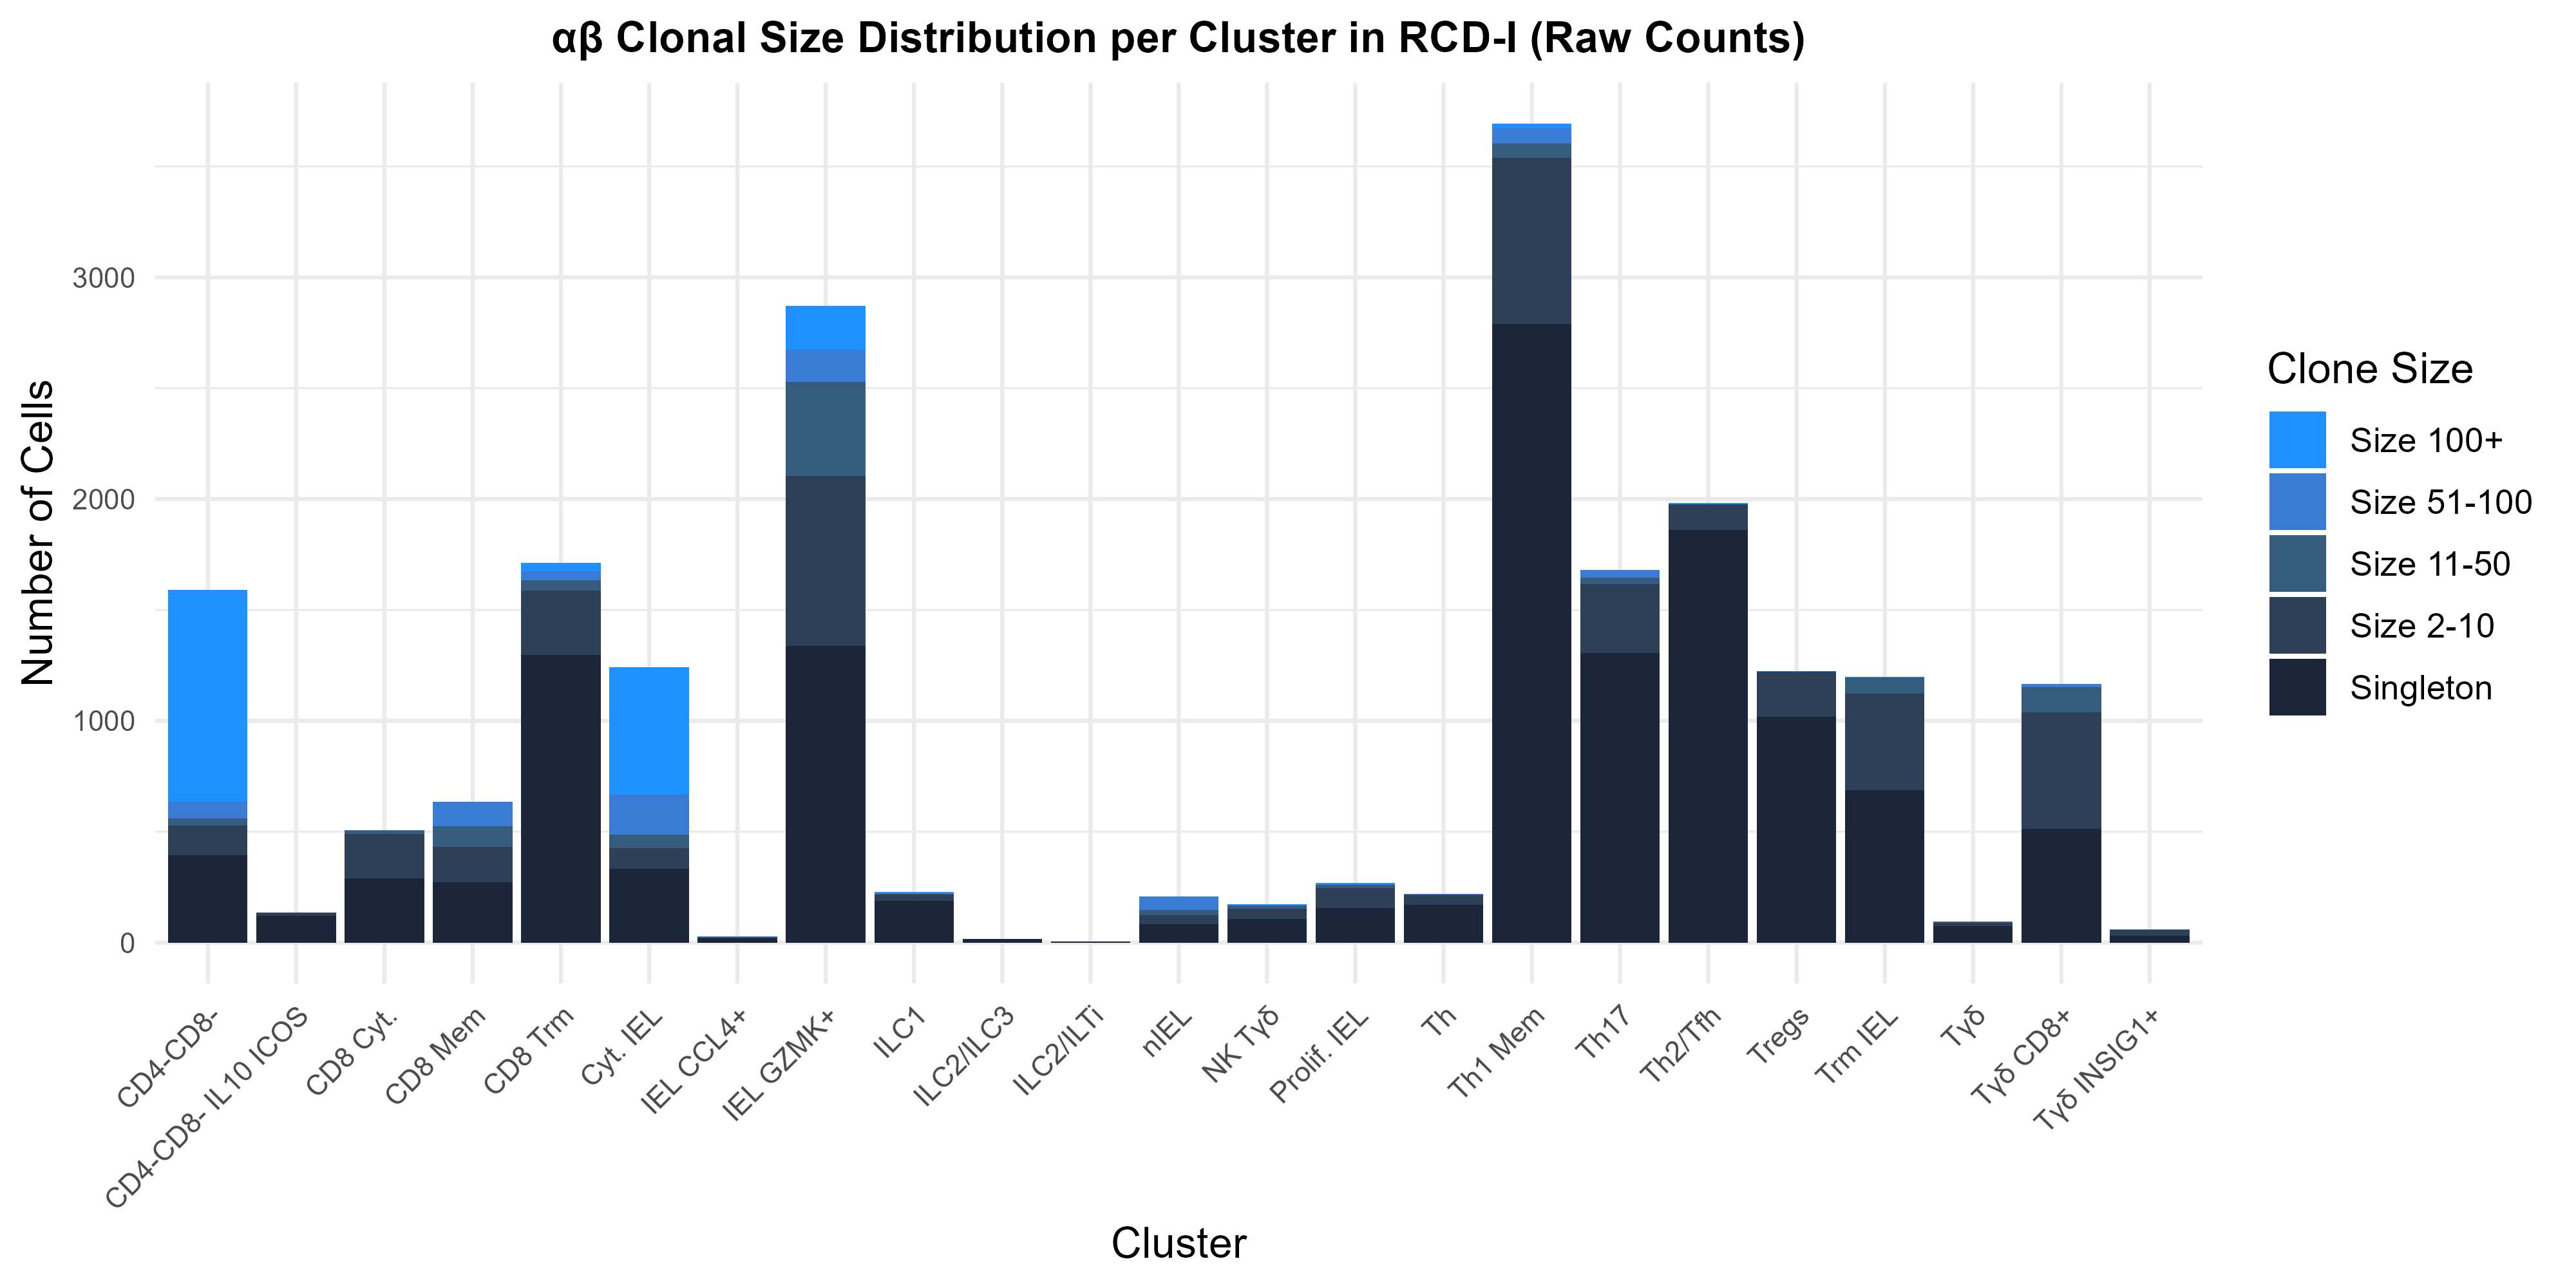 αβ Clonal Size Distribution per Cluster in RCD-I (Raw Counts)
Number of Cells
3000
2000
1000
0
CD4-CD8-
CD4-CD8- IL10 ICOS
CD8 Cyt.
CD8 Mem
CD8 Trm
Cyt. IEL
IEL CCL4+
IEL GZMK+
ILC1
ILC2/ILC3
ILC2/ILTi
nIEL
NK Tγδ
Prolif. IEL
Th
Th1 Mem
Th17
Th2/Tfh
Tregs
Trm IEL
Tγδ
Tγδ CD8+
Tγδ INSIG1+
Cluster
Clone Size
Size 100+
Size 51-100
Size 11-50
Size 2-10
Singleton